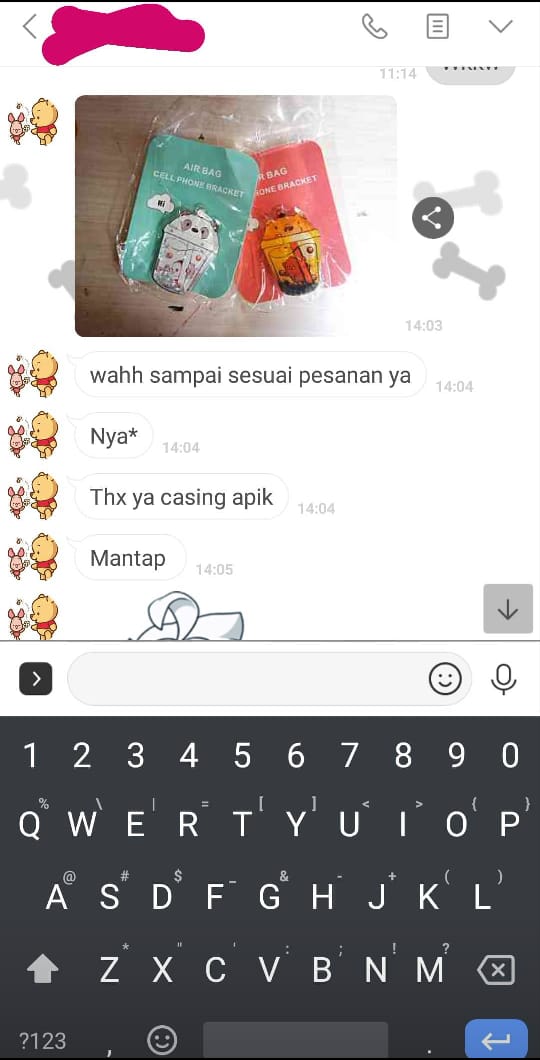 11:14
AIR BAG
CELL PHONE BRACKET
Hi
R BAG
ONE BRACKET
14:03
wahh sampai sesuai pesanan ya
14:04
Nya*
14:04
Thx ya casing apik
14:04
Mantap
14:05
1 2 3 4 5 6 7 8 9 0
% \ | = [ ] < > { }
Q W E R T Y U I O P
@ # $ _ & - + ( )
A S D F G H J K L
* " ' : ; ! ?
Z X C V B N M
?123 , .